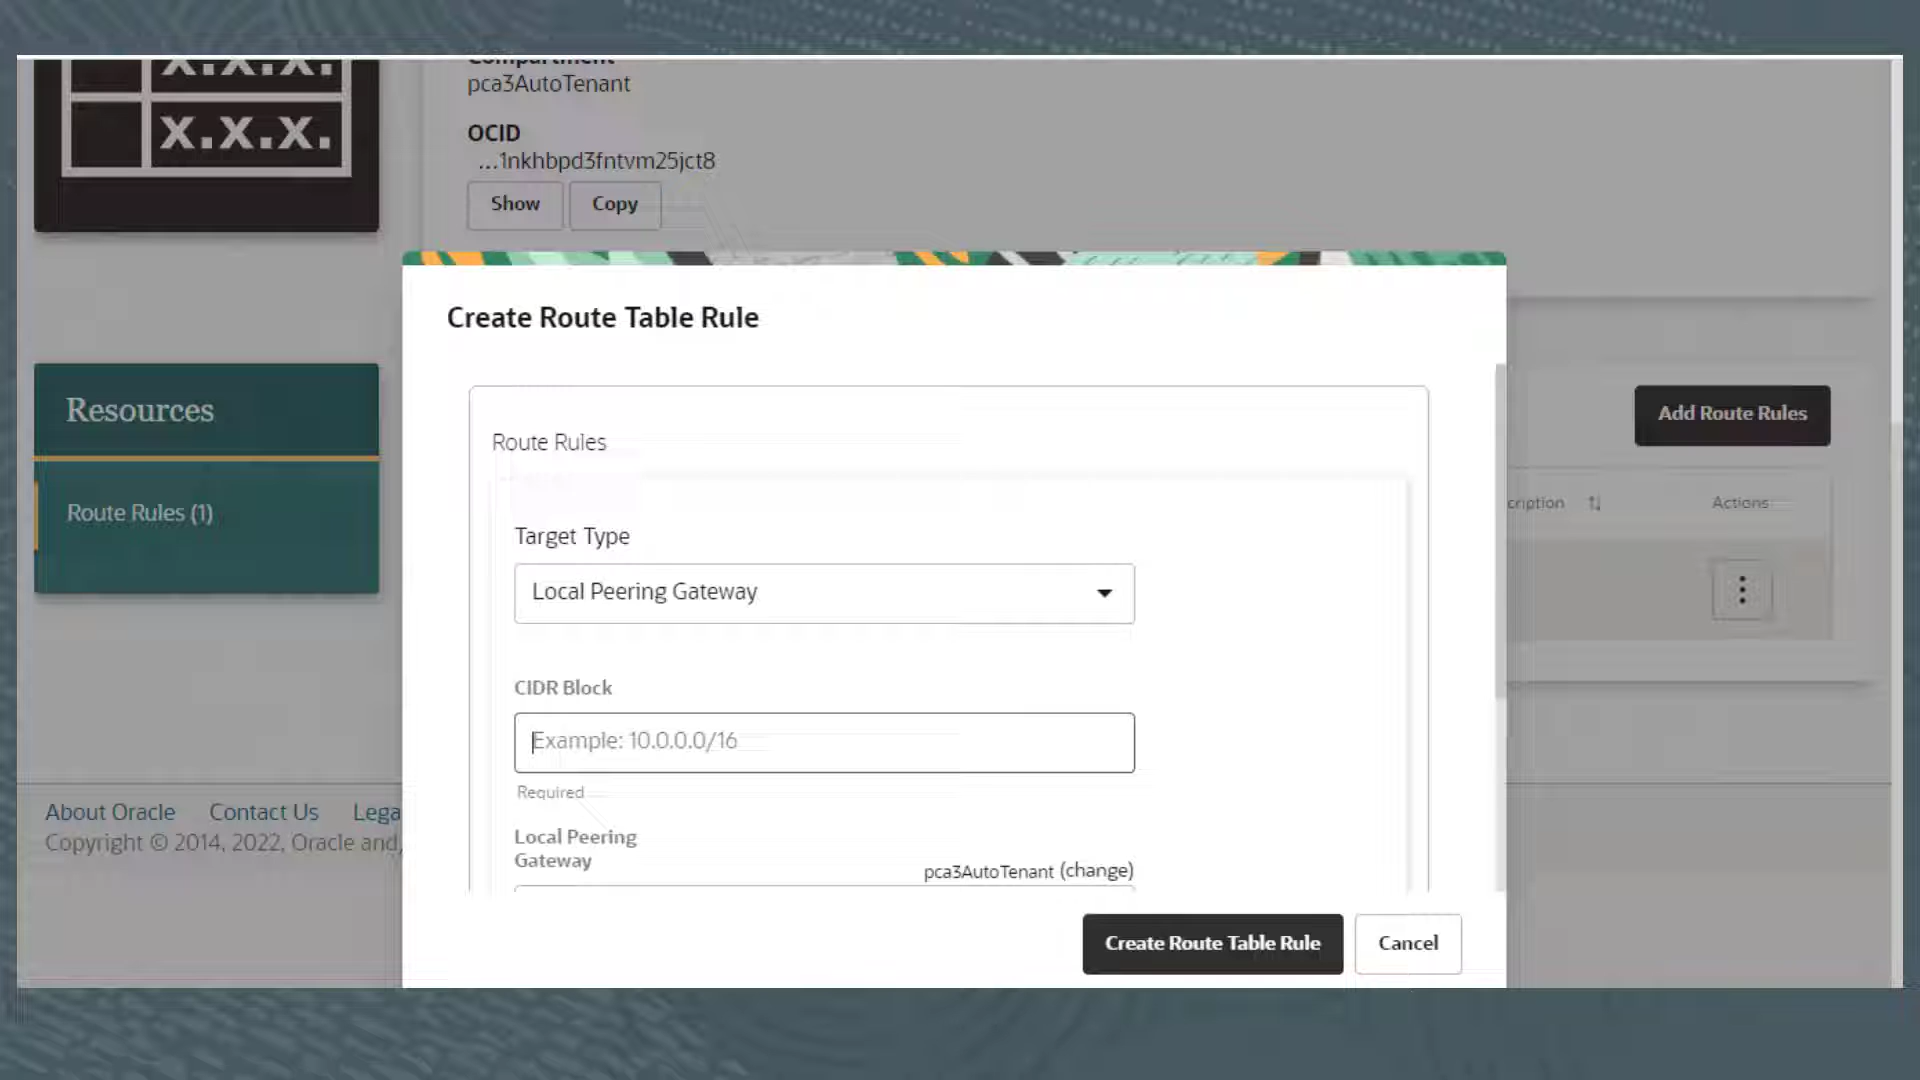 x.x.x.
x.x.x.
Compartment
pca3AutoTenant
OCID
...1nkhbpd3fntvm25jct8
Show
Copy
Create Route Table Rule
Resources
Route Rules (1)
Add Route Rules
cription
Actions
Route Rules
Target Type
Local Peering Gateway
CIDR Block
Example: 10.0.0.0/16
Required
Local Peering
Gateway
pca3AutoTenant (change)
Create Route Table Rule
Cancel
About Oracle
Contact Us
Lega
Copyright © 2014, 2022, Oracle and,